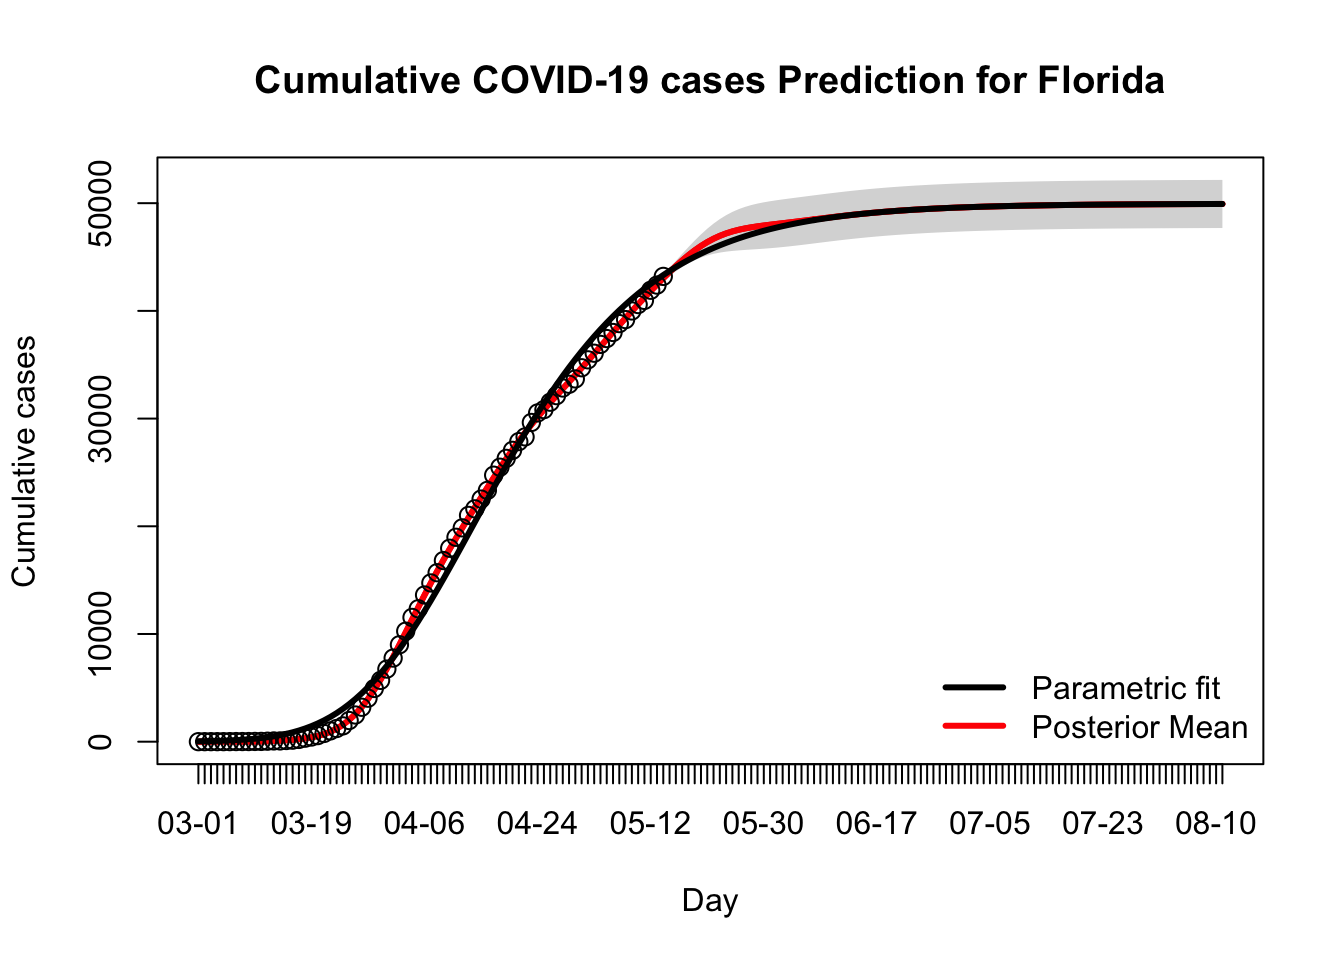 Cumulative COVID-19 cases Prediction for Florida
Cumulative cases
50000
30000
10000
0
Parametric fit
Posterior Mean
03-01 03-19 04-06 04-24 05-12 05-30 06-17 07-05 07-23 08-10
Day